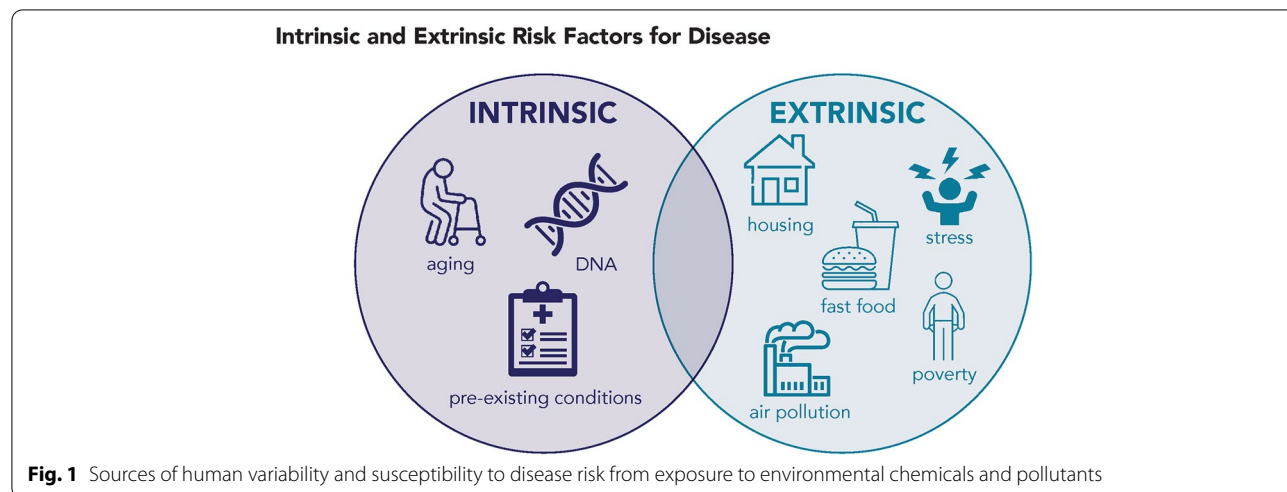 Intrinsic and Extrinsic Risk Factors for Disease
INTRINSIC
aging
DNA
pre-existing conditions
EXTRINSIC
housing
stress
fast food
poverty
air pollution
Fig. 1 Sources of human variability and susceptibility to disease risk from exposure to environmental chemicals and pollutants